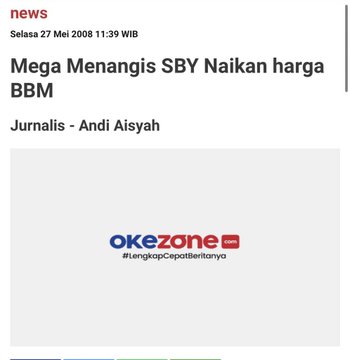 news
Selasa 27 Mei 2008 11:39 WIB
Mega Menangis SBY Naikan harga
BBM
Jurnalis - Andi Aisyah
OKEZONE.com
#LengkapCepatBeritanya